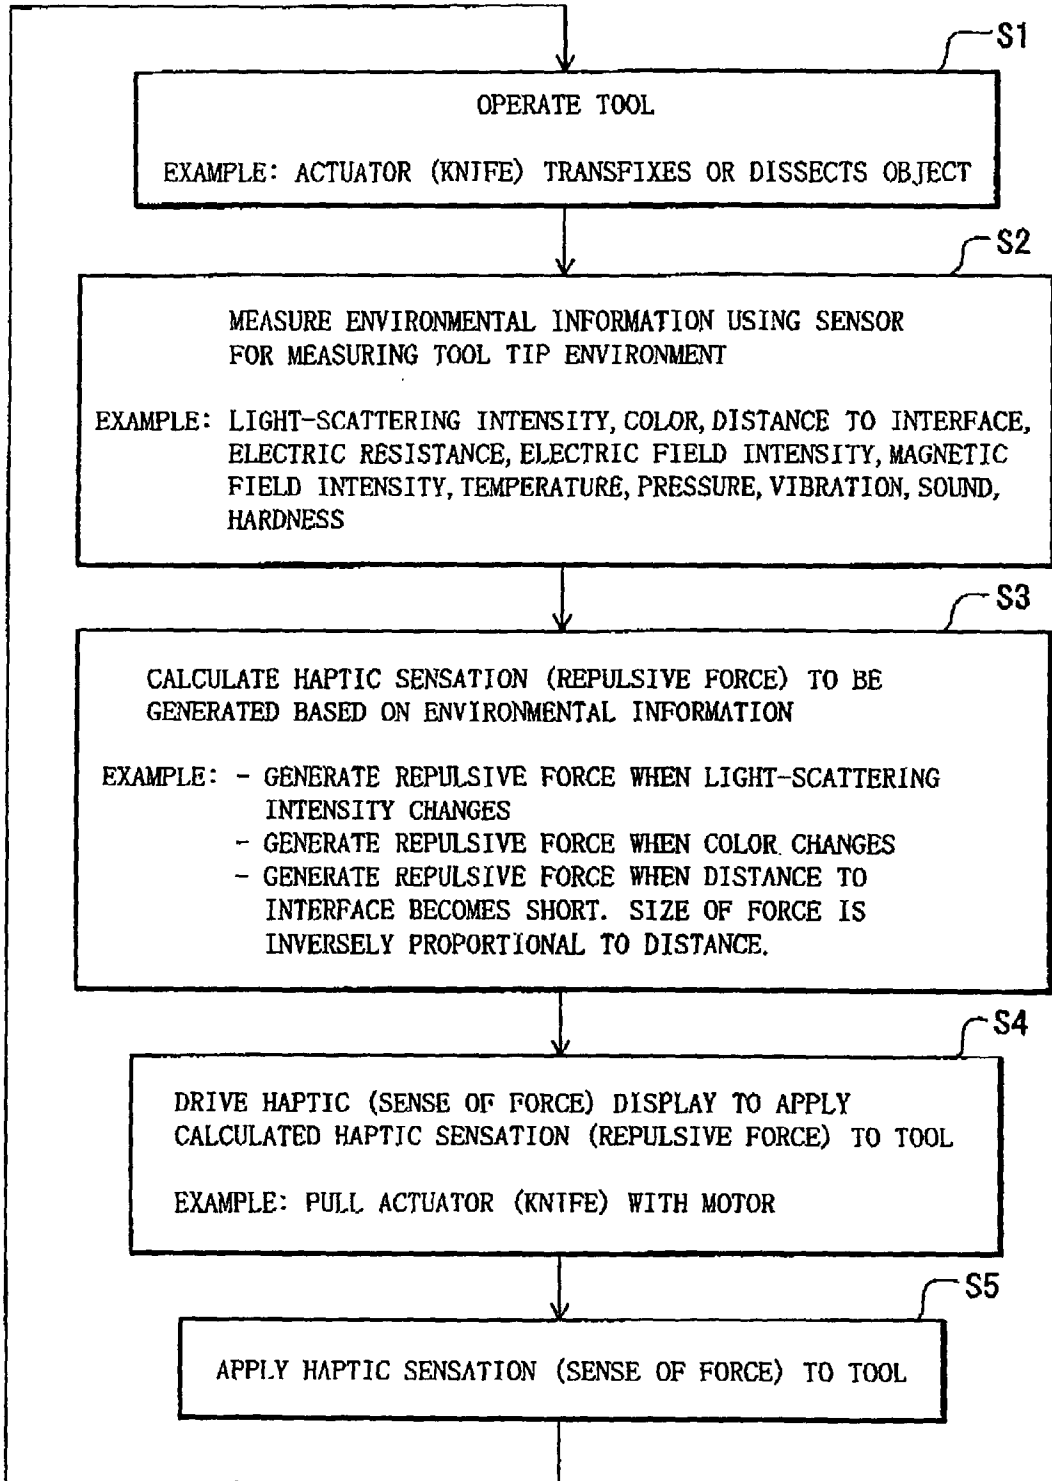 S1
OPERATE TOOL
EXAMPLE: ACTUATOR (KNIFE) TRANSFIXES OR DISSECTS OBJECT
S2
MEASURE ENVIRONMENTAL INFORMATION USING SENSOR
FOR MEASURING TOOL TIP ENVIRONMENT
EXAMPLE: LIGHT-SCATTERING INTENSITY, COLOR, DISTANCE TO INTERFACE,
ELECTRIC RESISTANCE, ELECTRIC FIELD INTENSITY, MAGNETIC
FIELD INTENSITY, TEMPERATURE, PRESSURE, VIBRATION, SOUND,
HARDNESS
S3
CALCULATE HAPTIC SENSATION (REPULSIVE FORCE) TO BE
GENERATED BASED ON ENVIRONMENTAL INFORMATION
EXAMPLE: - GENERATE REPULSIVE FORCE WHEN LIGHT-SCATTERING
INTENSITY CHANGES
- GENERATE REPULSIVE FORCE WHEN COLOR CHANGES
- GENERATE REPULSIVE FORCE WHEN DISTANCE TO
INTERFACE BECOMES SHORT. SIZE OF FORCE IS
INVERSELY PROPORTIONAL TO DISTANCE.
S4
DRIVE HAPTIC (SENSE OF FORCE) DISPLAY TO APPLY
CALCULATED HAPTIC SENSATION (REPULSIVE FORCE) TO TOOL
EXAMPLE: PULL ACTUATOR (KNIFE) WITH MOTOR
S5
APPLY HAPTIC SENSATION (SENSE OF FORCE) TO TOOL